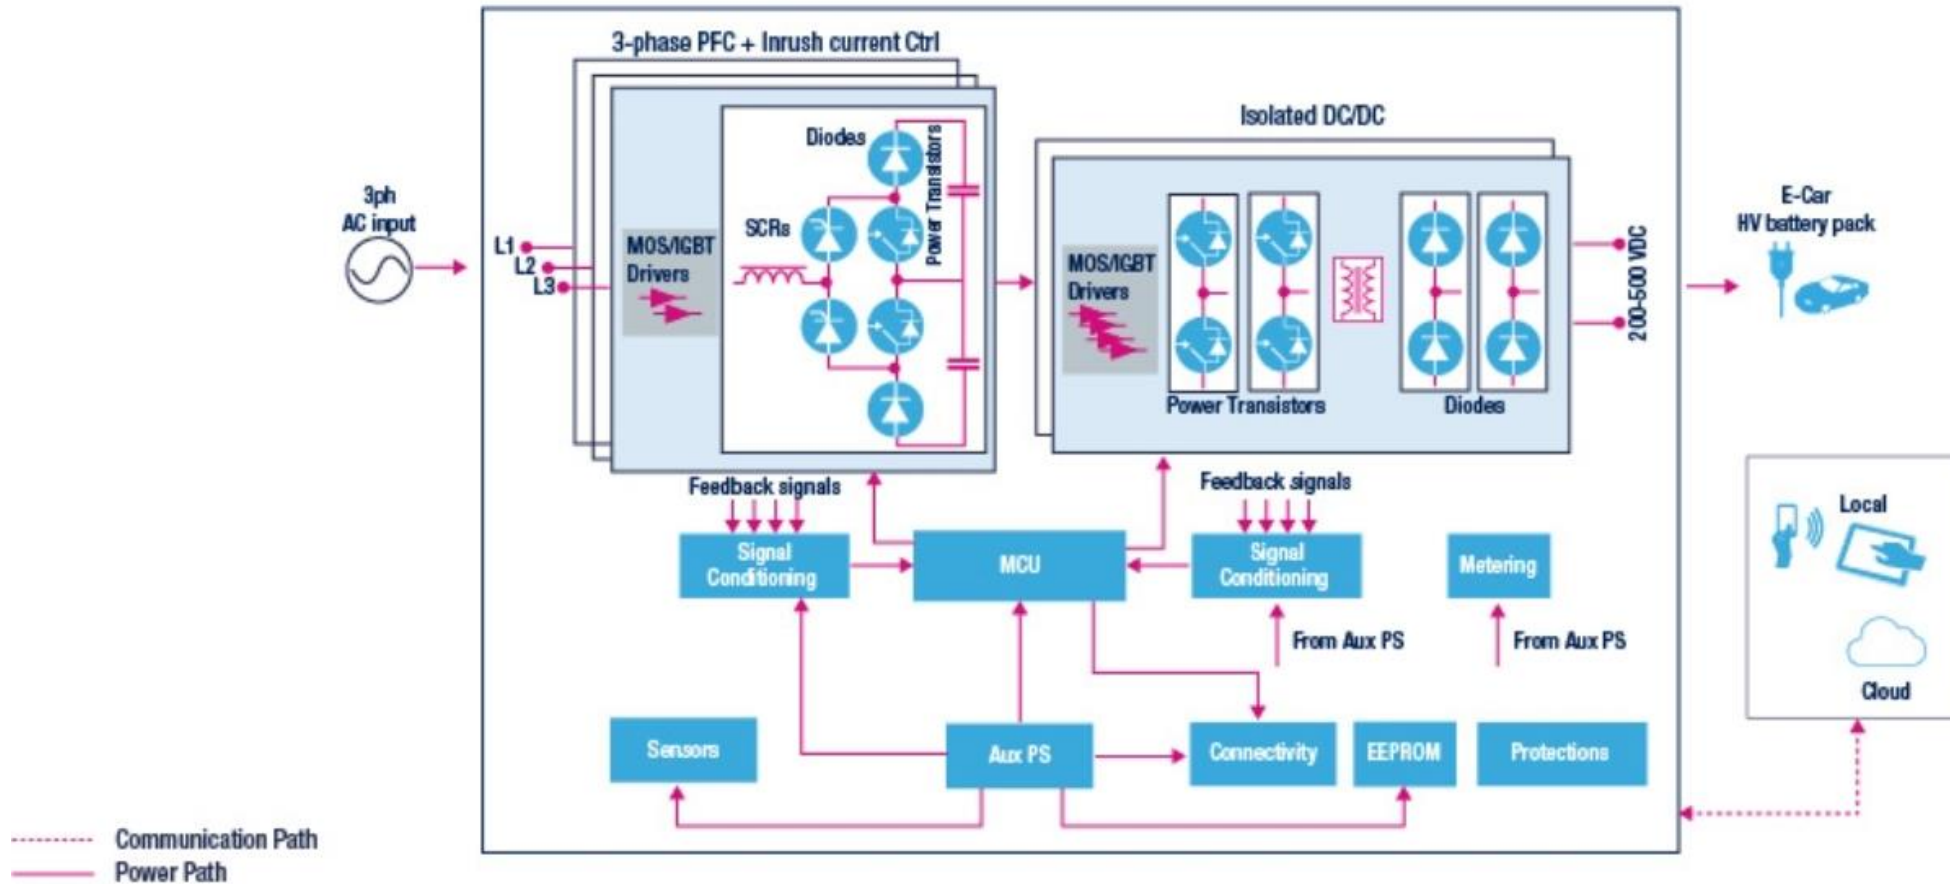 3-phase PFC + Inrush current Ctrl
Isolated DC/DC
3ph
AC input
L1
L2
L3
MOS/IGBT
Drivers
SCRs
Diodes
Power Transistors
MOS/IGBT
Drivers
Power Transistors
Diodes
200-500 VDC
E-Car
HV battery pack
Feedback signals
Feedback signals
Signal
Conditioning
MCU
Signal
Conditioning
Metering
From Aux PS
From Aux PS
Local
Cloud
Sensors
Aux PS
Connectivity
EEPROM
Protections
Communication Path
Power Path